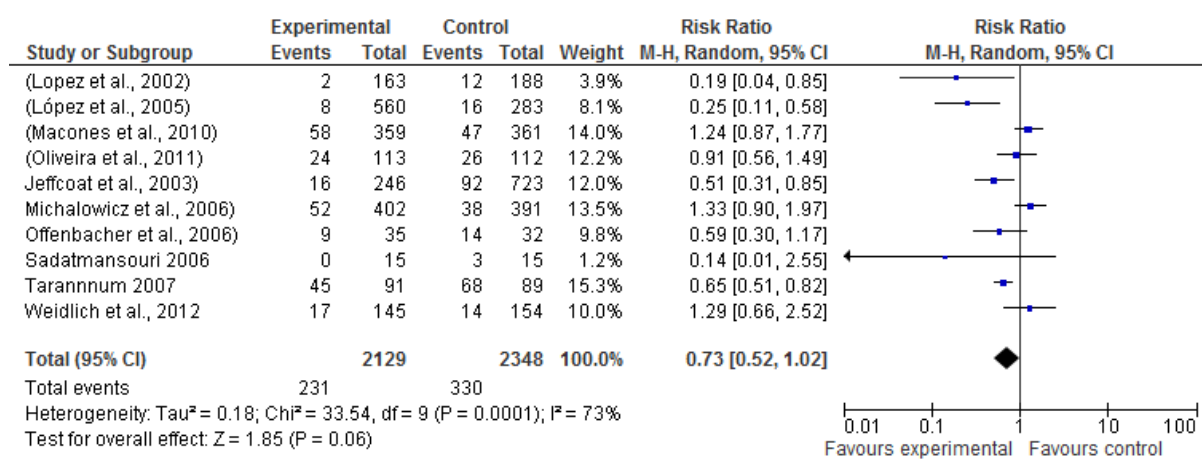 Experimental Control Risk Ratio Risk Ratio
Study or Subgroup Events Total Events Total Weight M-H, Random, 95% CI M-H, Random, 95% CI
(Lopez et al., 2002) 2 163 12 188 3.9% 0.19 [0.04, 0.85]
(López et al., 2005) 8 560 16 283 8.1% 0.25 [0.11, 0.58]
(Macones et al., 2010) 58 359 47 361 14.0% 1.24 [0.87, 1.77]
(Oliveira et al., 2011) 24 113 26 112 12.2% 0.91 [0.56, 1.49]
Jeffcoat et al., 2003) 16 246 92 723 12.0% 0.51 [0.31, 0.85]
Michalowicz et al., 2006) 52 402 38 391 13.5% 1.33 [0.90, 1.97]
Offenbacher et al., 2006) 9 35 14 32 9.8% 0.59 [0.30, 1.17]
Sadatmansouri 2006 0 15 3 15 1.2% 0.14 [0.01, 2.55]
Tarannnum 2007 45 91 68 89 15.3% 0.65 [0.51, 0.82]
Weidlich et al., 2012 17 145 14 154 10.0% 1.29 [0.66, 2.52]
Total (95% CI) 2129 2348 100.0% 0.73 [0.52, 1.02]
Total events 231 330
Heterogeneity: Tau² = 0.18; Chi² = 33.54, df = 9 (P = 0.0001); I² = 73%
Test for overall effect: Z = 1.85 (P = 0.06)
0.01 0.1 1 10 100
Favours experimental Favours control